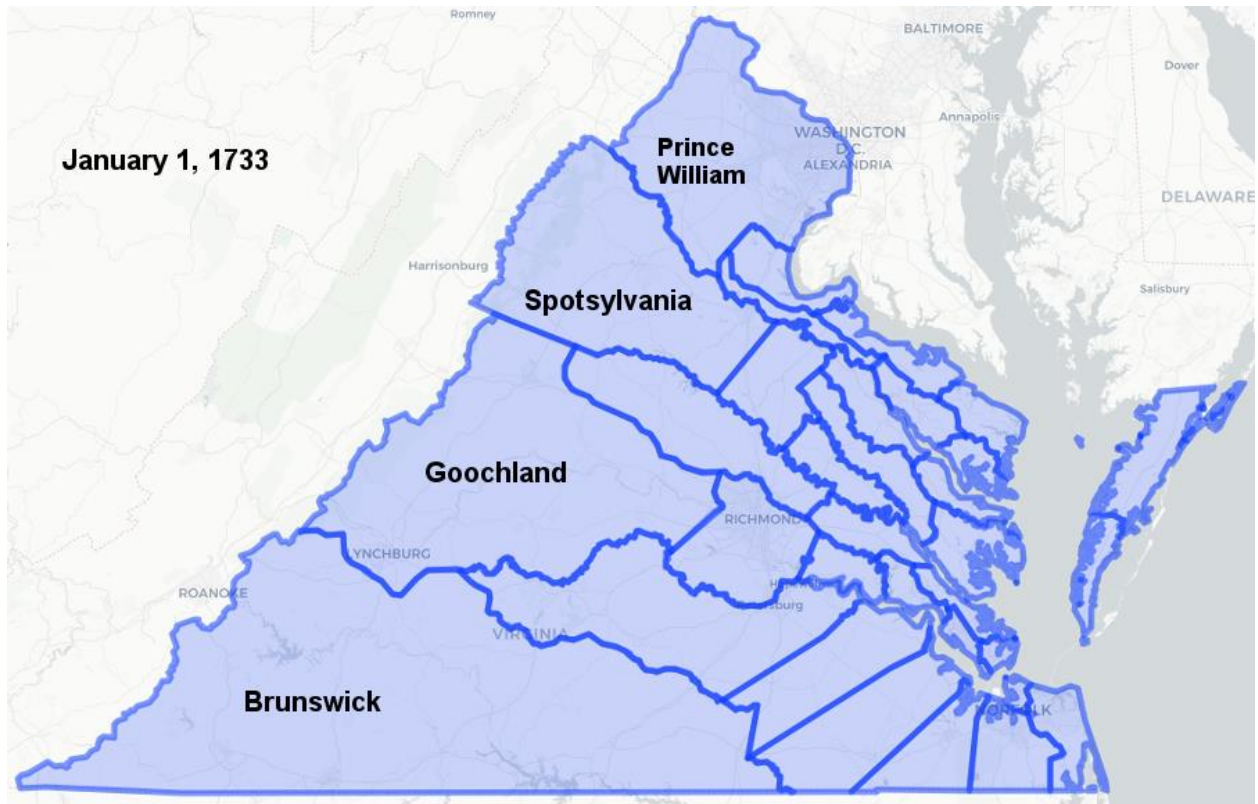 Romney
BALTIMORE
Dover
Annapolis
January 1, 1733
Prince
William
WASHINGTON
D.C.
ALEXANDRIA
DELAWARE
Harrisonburg
Salisbury
Spotsylvania
Goochland
RICHMOND
YNCHBURG
ROANOKE
VIRGINIA
Brunswick
NORFOLK